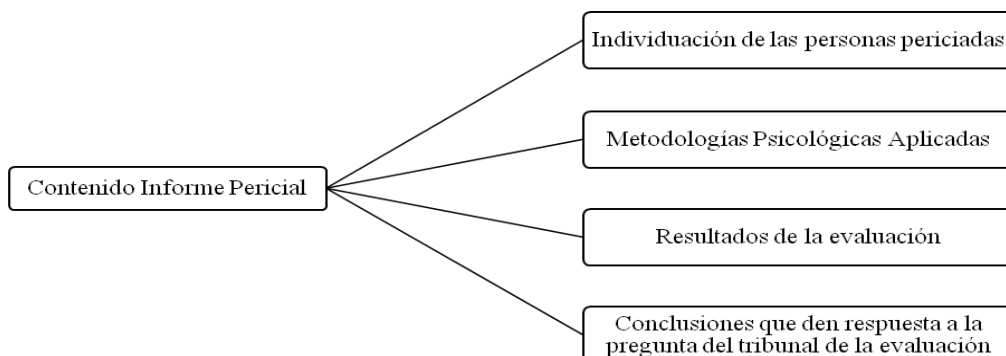 Individuación de las personas periciadas
Metodologías Psicológicas Aplicadas
Contenido Informe Pericial
Resultados de la evaluación
Conclusiones que den respuesta a la
pregunta del tribunal de la evaluación